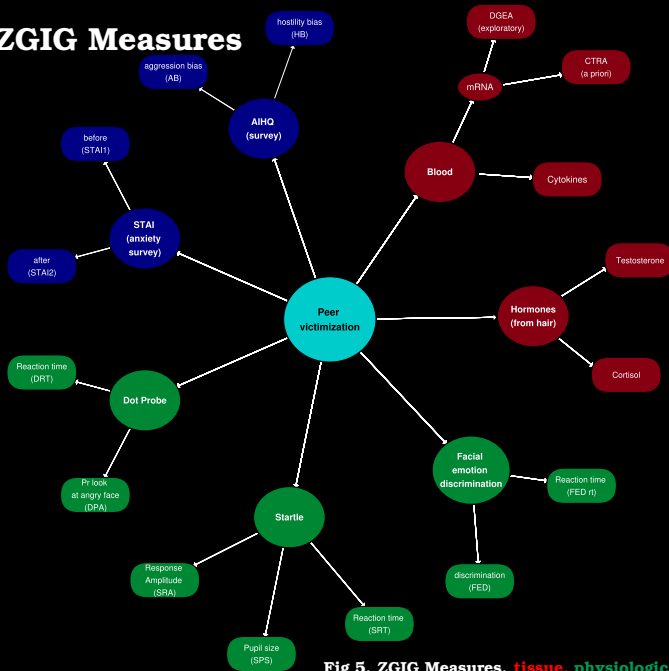 ZGIG Measures
hostility bias
(HB)
aggression bias
(AB)
AIHQ
(survey)
DGEA
(exploratory)
CTRA
(a priori)
mRNA
Blood
Cytokines
before
(STAI1)
STAI
(anxiety
survey)
after
(STAI2)
Peer
victimization
Testosterone
Hormones
(from hair)
Cortisol
Reaction time
(DRT)
Dot Probe
Pr look
at angry face
(DPA)
Facial
emotion
discrimination
Reaction time
(FED rt)
discrimination
(FED)
Startle
Response
Amplitude
(SRA)
Pupil size
(SPS)
Reaction time
(SRT)
Fig 5. ZGIG Measures. tissue, physiologic